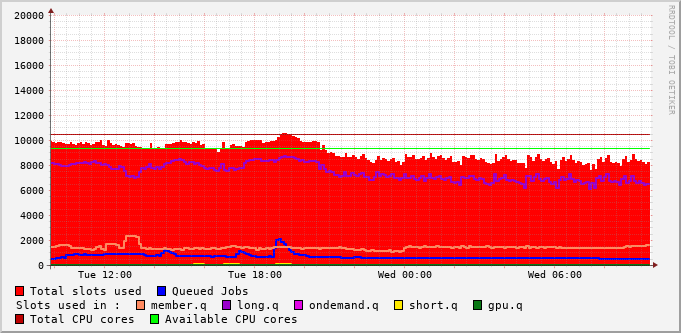 20000
18000
16000
14000
12000
10000
8000
6000
4000
2000
0
Tue 12:00 Tue 18:00 Wed 00:00 Wed 06:00
RRDTOOL / TOBI OETIKER
Total slots used Queued Jobs
Slots used in : member.q long.q ondemand.q short.q gpu.q
Total CPU cores Available CPU cores